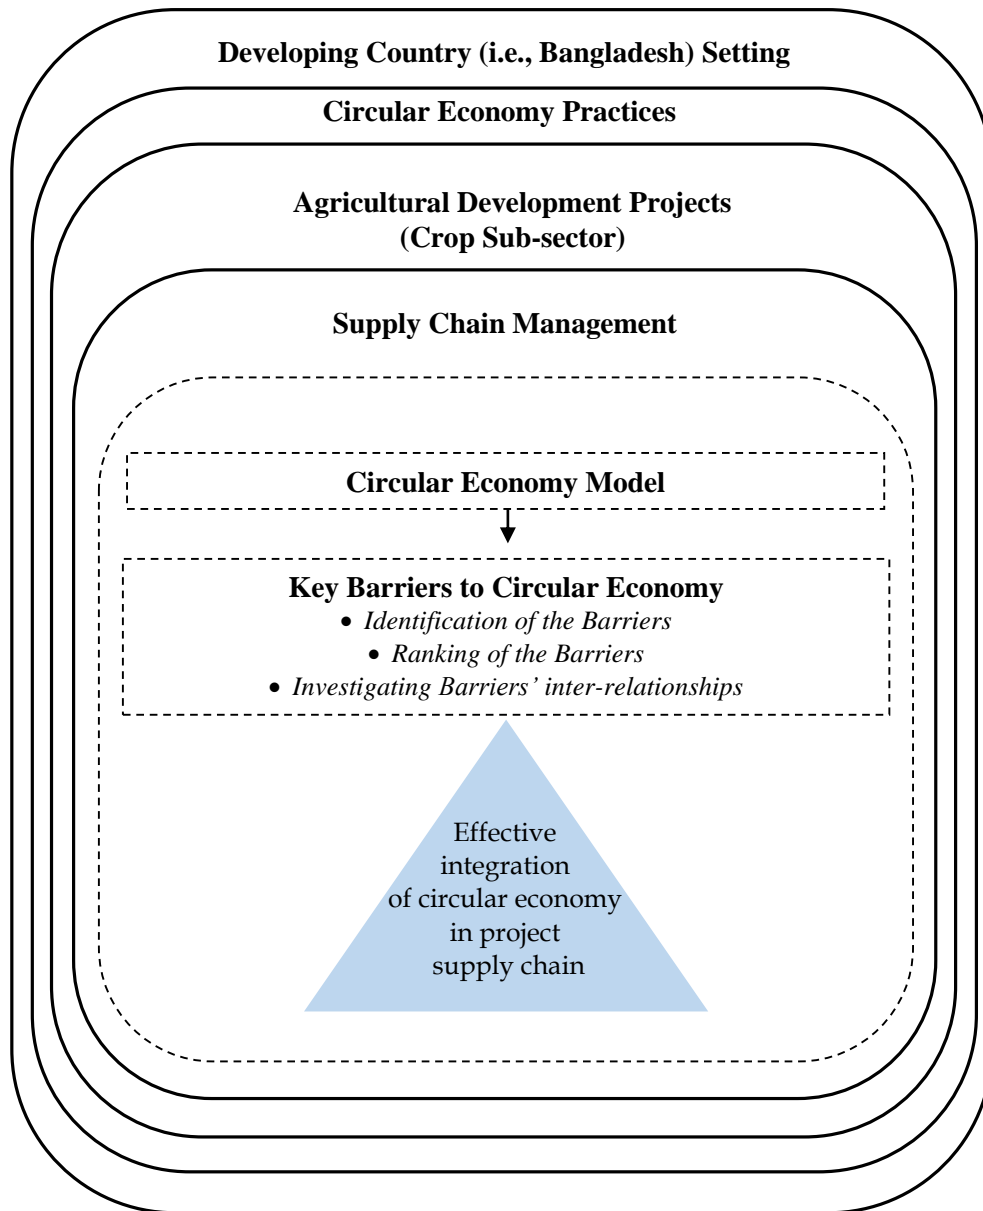 Developing Country (i.e., Bangladesh) Setting
Circular Economy Practices
Agricultural Development Projects
(Crop Sub-sector)
Supply Chain Management
Circular Economy Model
Key Barriers to Circular Economy
• Identification of the Barriers
• Ranking of the Barriers
• Investigating Barriers’ inter-relationships
Effective
integration
of circular economy
in project
supply chain